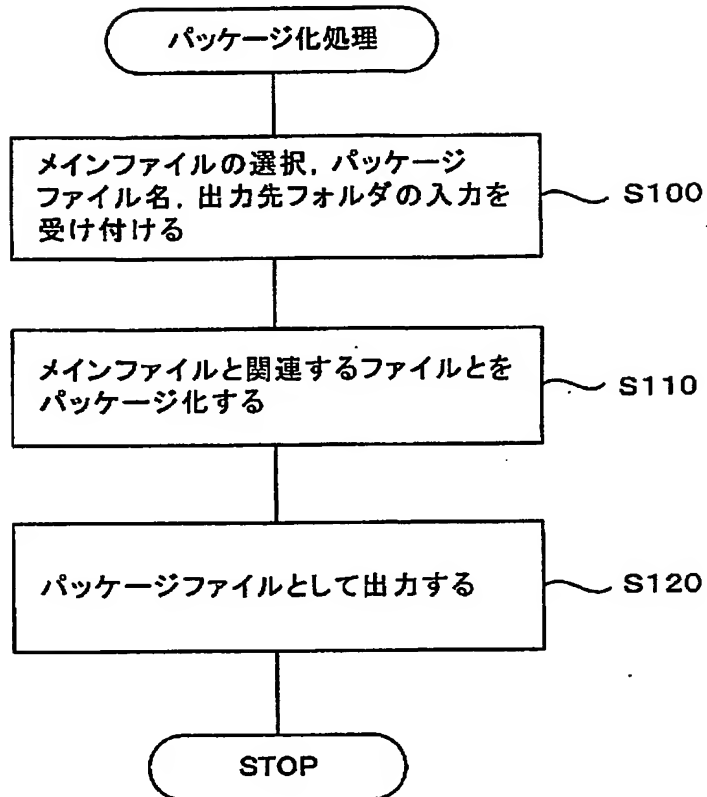 パッケージ化処理
メインファイルの選択, パッケージ
ファイル名, 出力先フォルダの入力を
受け付ける
S100
メインファイルと関連するファイルとを
パッケージ化する
S110
パッケージファイルとして出力する
S120
STOP